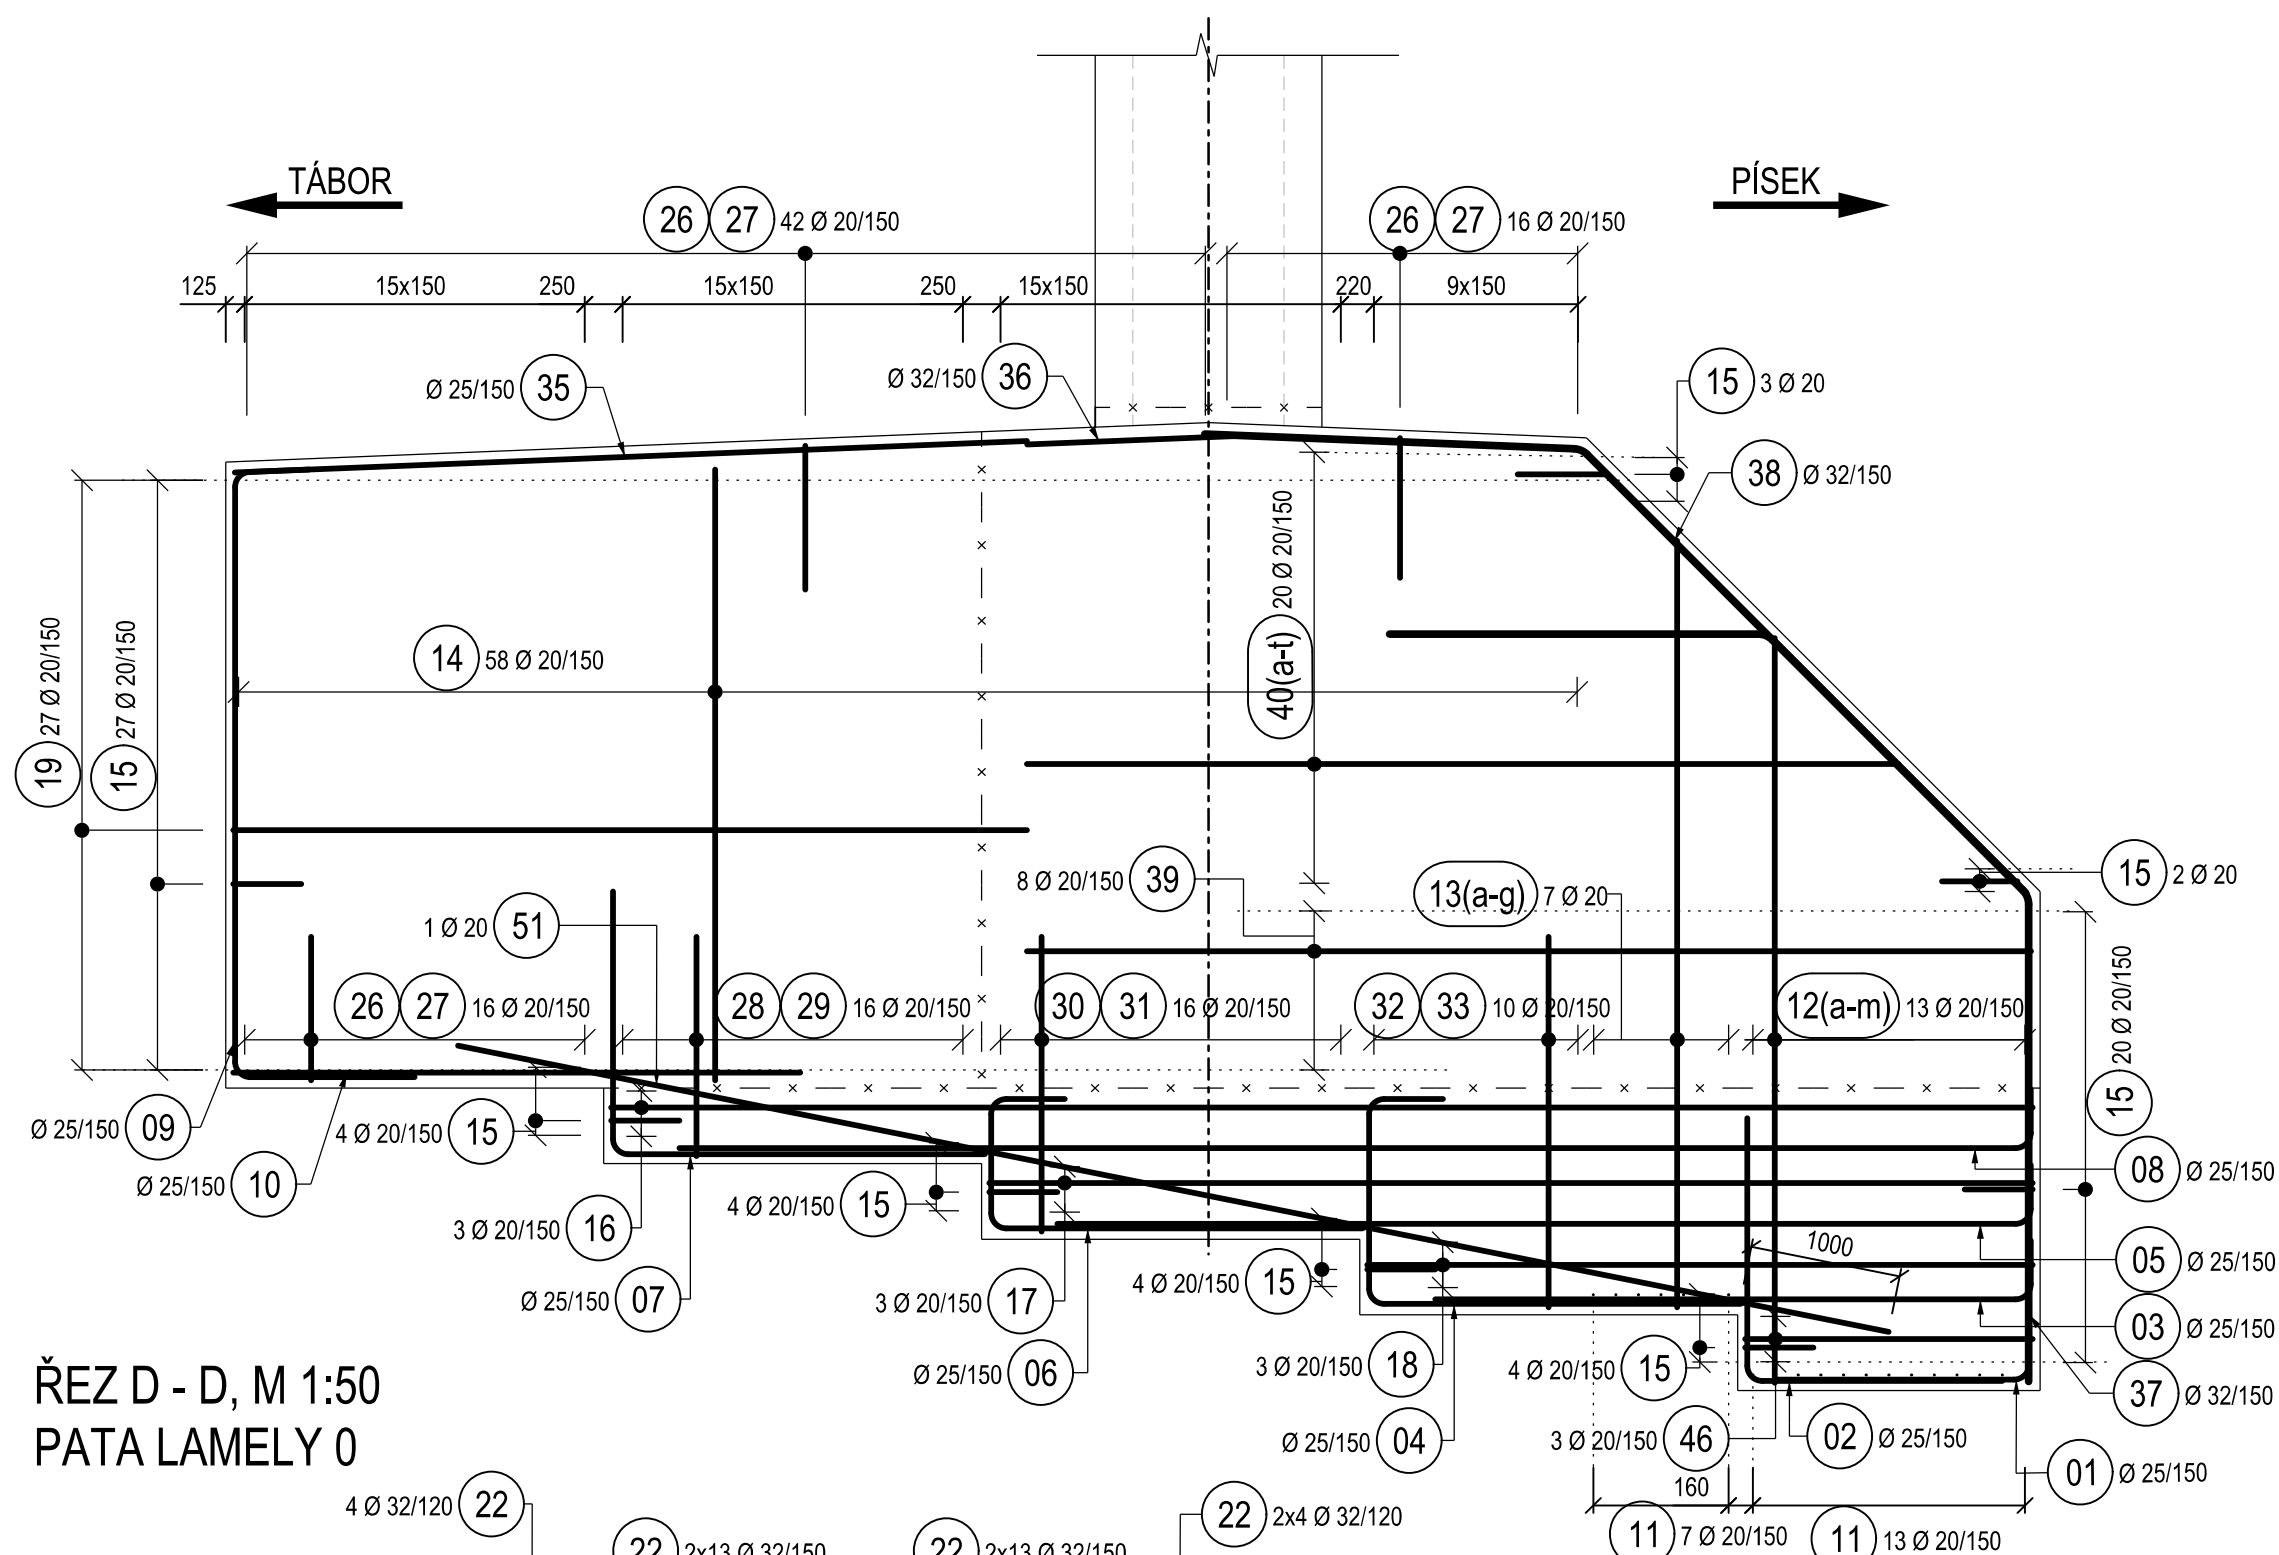 TÁBOR
PÍSEK
26 27 42 Ø 20/150
26 27 16 Ø 20/150
125 15x150 250 15x150 250 15x150 220 9x150
Ø 25/150 35
Ø 32/150 36
15 3 Ø 20
38 Ø 32/150
19 27 Ø 20/150
15 27 Ø 20/150
14 58 Ø 20/150
40(a-t) 20 Ø 20/150
8 Ø 20/150 39
13(a-g) 7 Ø 20
15 2 Ø 20
1 Ø 20 51
26 27 16 Ø 20/150
28 29 16 Ø 20/150
30 31 16 Ø 20/150
32 33 10 Ø 20/150
12(a-m) 13 Ø 20/150
15 20 Ø 20/150
Ø 25/150 09
4 Ø 20/150 15
Ø 25/150 10
08 Ø 25/150
4 Ø 20/150 15
3 Ø 20/150 16
1000
05 Ø 25/150
4 Ø 20/150 15
Ø 25/150 07
3 Ø 20/150 17
03 Ø 25/150
Ø 25/150 06
3 Ø 20/150 18
4 Ø 20/150 15
37 Ø 32/150
ŘEZ D - D, M 1:50
PATA LAMELY 0
Ø 25/150 04
3 Ø 20/150 46
02 Ø 25/150
01 Ø 25/150
160
4 Ø 32/120 22
22 2x4 Ø 32/120
22 2x13 Ø 32/150
22 2x13 Ø 32/150
11 7 Ø 20/150
11 13 Ø 20/150